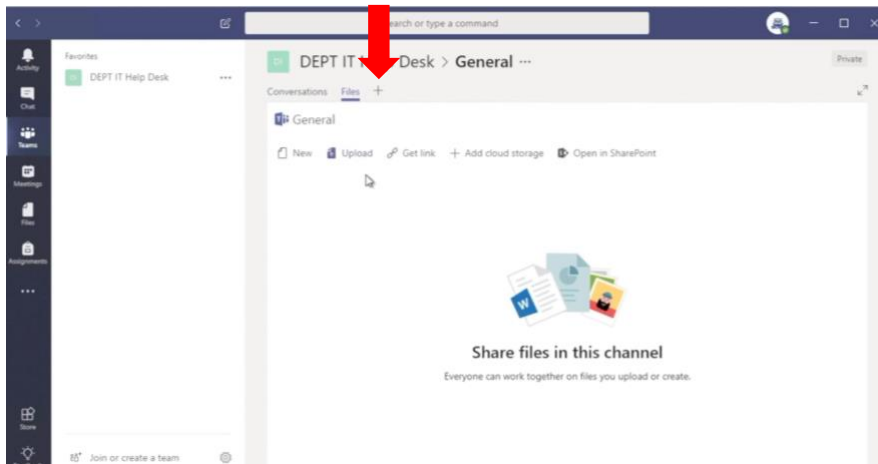 earch or type a command
Activity
Chat
Teams
Meetings
Files
Assignments
Store
Favorites
DEPT IT Help Desk
Join or create a team
DEPT IT H Desk > General
Private
Conversations Files +
General
New Upload Get link + Add cloud storage Open in SharePoint
W
Share files in this channel
Everyone can work together on files you upload or create.